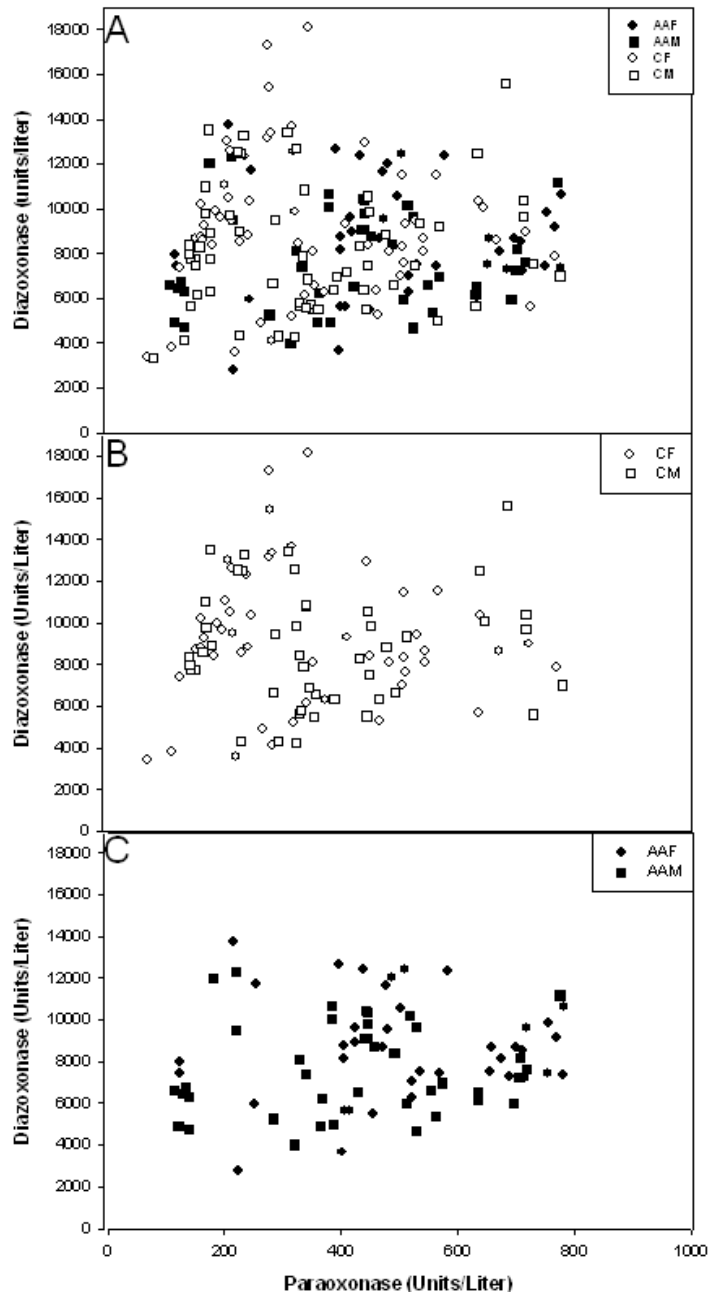 A
AAF
AAM
CF
CM
18000
16000
14000
12000
10000
8000
6000
4000
2000
0
Diazoxonase (units/liter)
B
CF
CM
18000
16000
14000
12000
10000
8000
6000
4000
2000
0
Diazoxonase (Units/Liter)
C
AAF
AAM
18000
16000
14000
12000
10000
8000
6000
4000
2000
0
Diazoxonase (Units/Liter)
0 200 400 600 800 1000
Paraoxonase (Units/Liter)